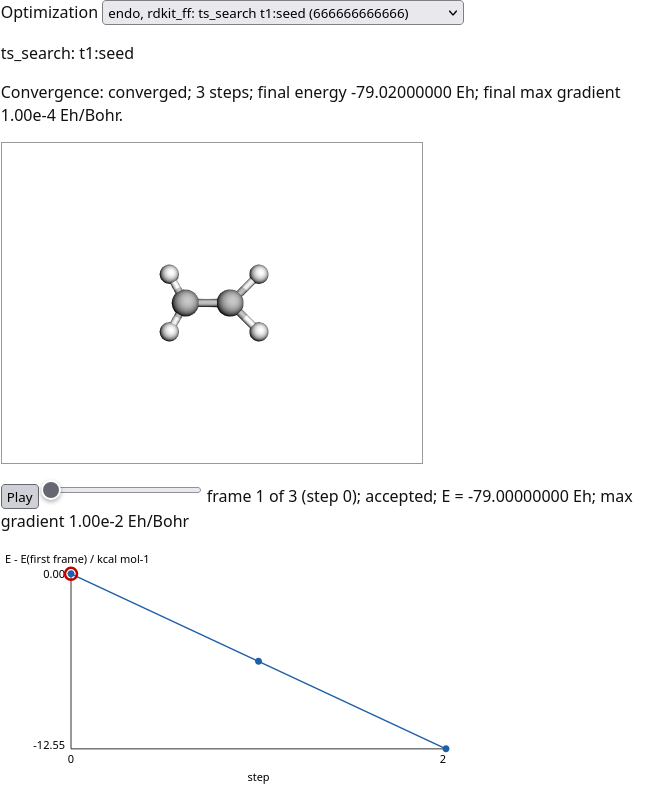 Optimization endo, rdkit_ff: ts_search t1:seed (666666666666)
ts_search: t1:seed
Convergence: converged; 3 steps; final energy -79.02000000 Eh; final max gradient
1.00e-4 Eh/Bohr.
Play frame 1 of 3 (step 0); accepted; E = -79.00000000 Eh; max
gradient 1.00e-2 Eh/Bohr
E - E(first frame) / kcal mol-1
0.00
-12.55
0 2
step